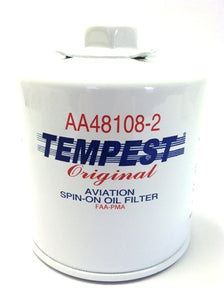 AA48108-2
TEMPEST
Original
AVIATION
SPIN-ON OIL FILTER
FAA-PMA